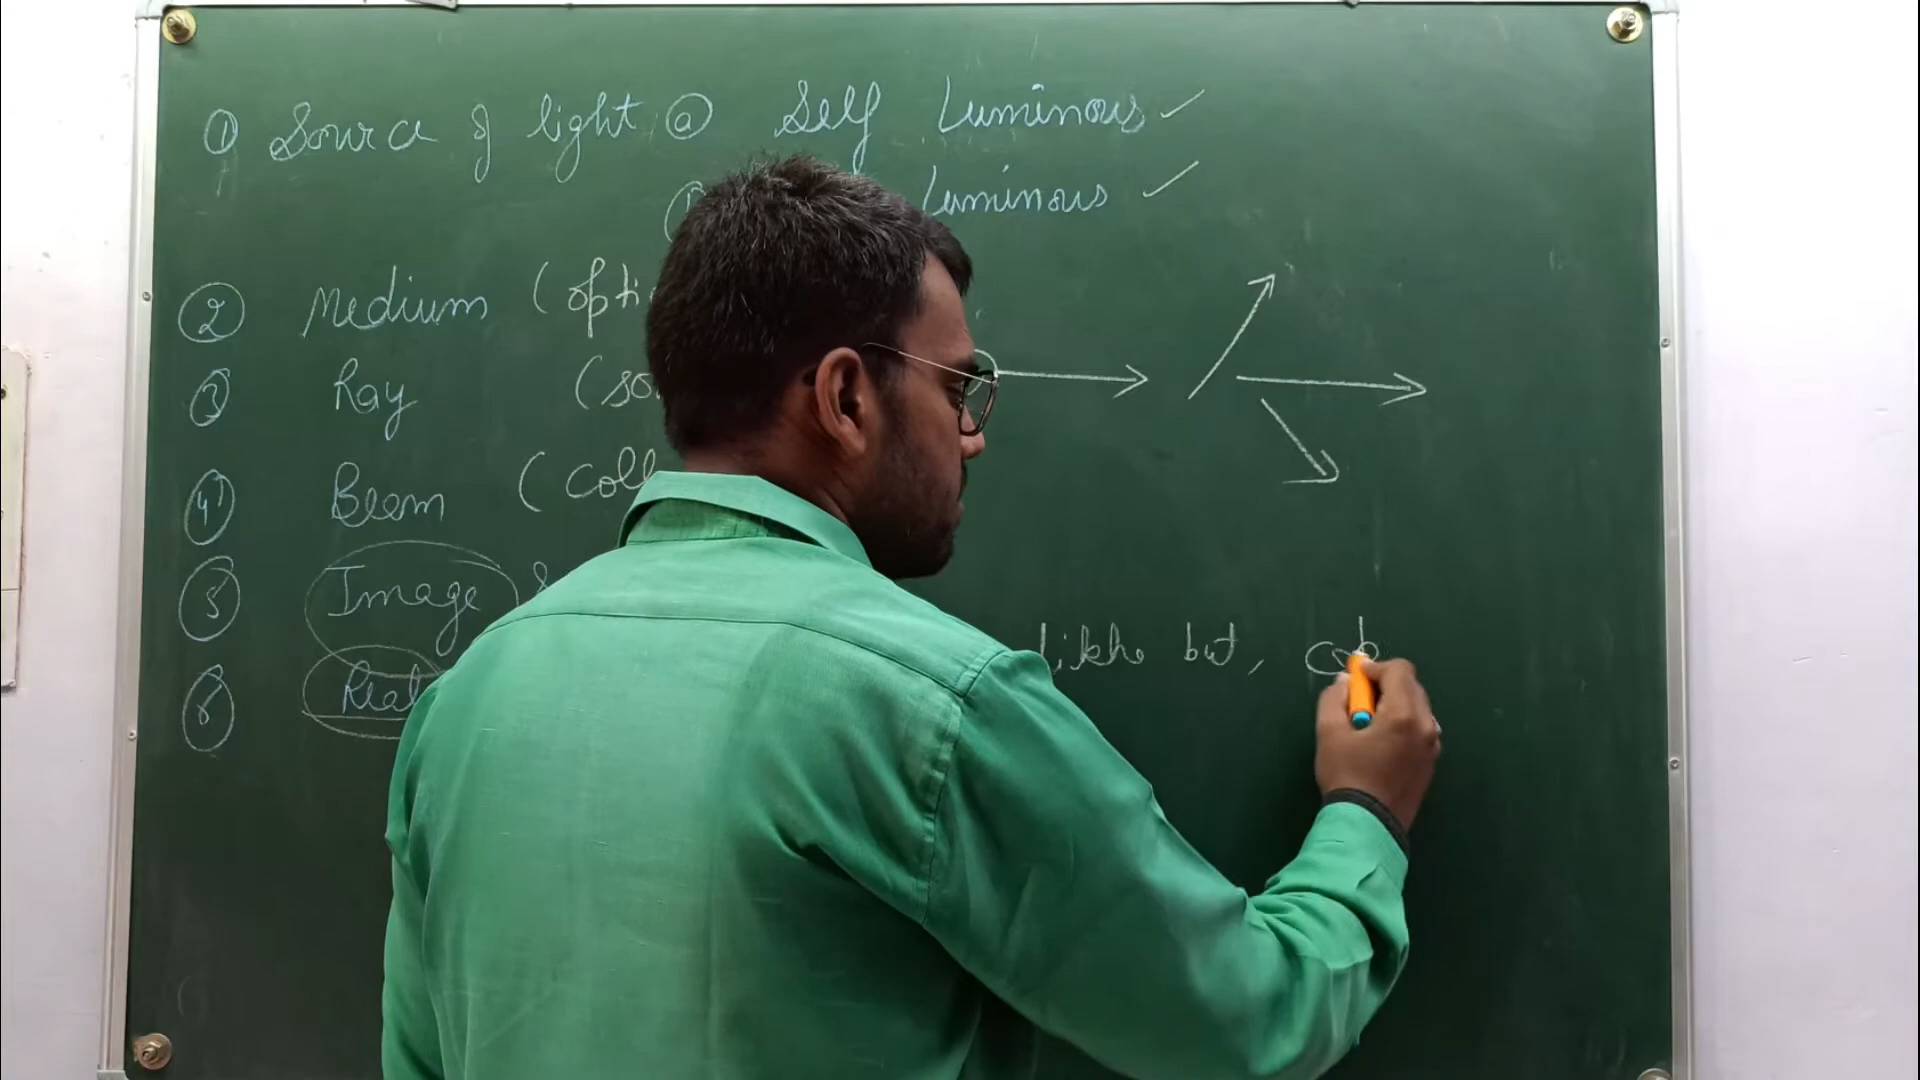 ① Source of light ⓐ Self Luminous ✓
Luminous ✓
② Medium (opti
③ Ray (so
④ Beam (coll
⑤ Image &
but,
⑥ Real